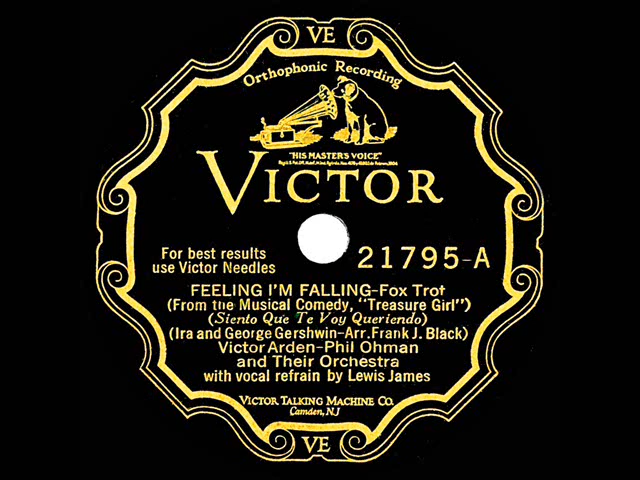 VE
Orthophonic Recording
"HIS MASTER'S VOICE"
VICTOR
For best results
use Victor Needles
21795-A
FEELING I'M FALLING-Fox Trot
(From the Musical Comedy, "Treasure Girl")
(Siento Que Te Voy Queriendo)
(Ira and George Gershwin-Arr. Frank J. Black)
Victor Arden-Phil Ohman
and Their Orchestra
with vocal refrain by Lewis James
VICTOR TALKING MACHINE CO.
Camden, NJ
VE